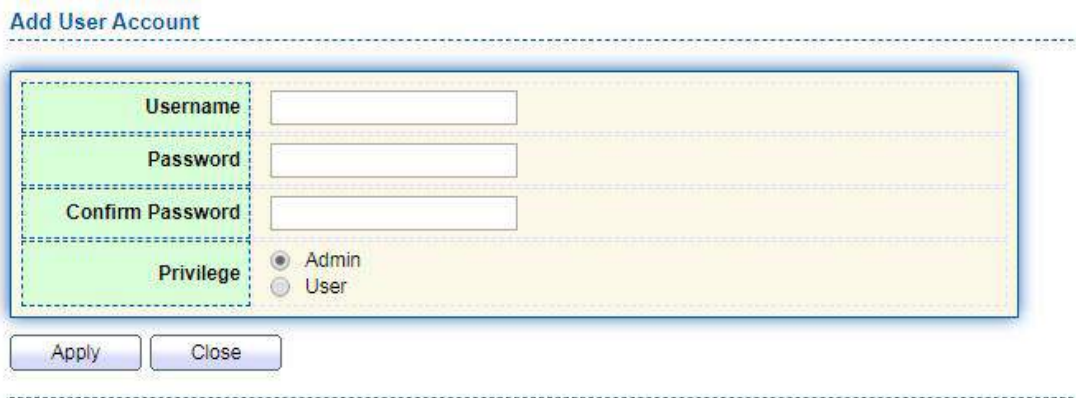 Add User Account
Username
Password
Confirm Password
Privilege
Admin
User
Apply Close